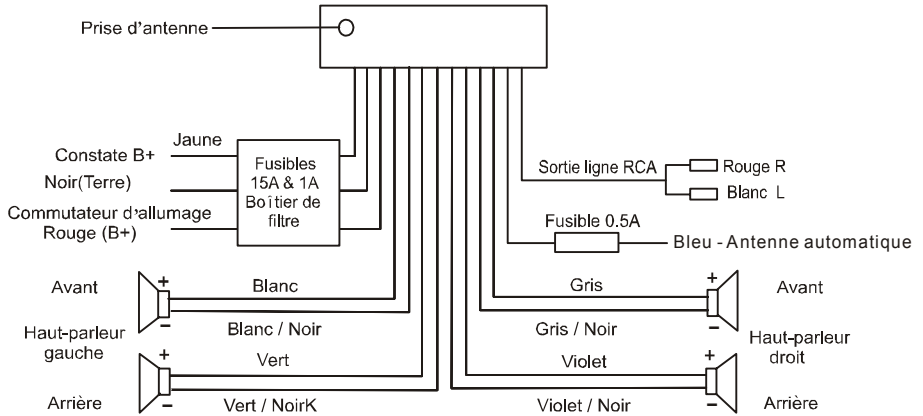 Prise d'antenne
Jaune
Constate B+
Noir(Terre)
Commutateur d'allumage
Rouge (B+)
Fusibles
15A & 1A
Boîtier de
filtre
Sortie ligne RCA
Rouge R
Blanc L
Fusible 0.5A
Bleu - Antenne automatique
Avant
+
Blanc
Gris
+
Avant
Haut-parleur
gauche
−
Blanc / Noir
Gris / Noir
−
Haut-parleur
droit
+
Vert
Violet
+
Arrière
−
Vert / NoirK
Violet / Noir
−
Arrière